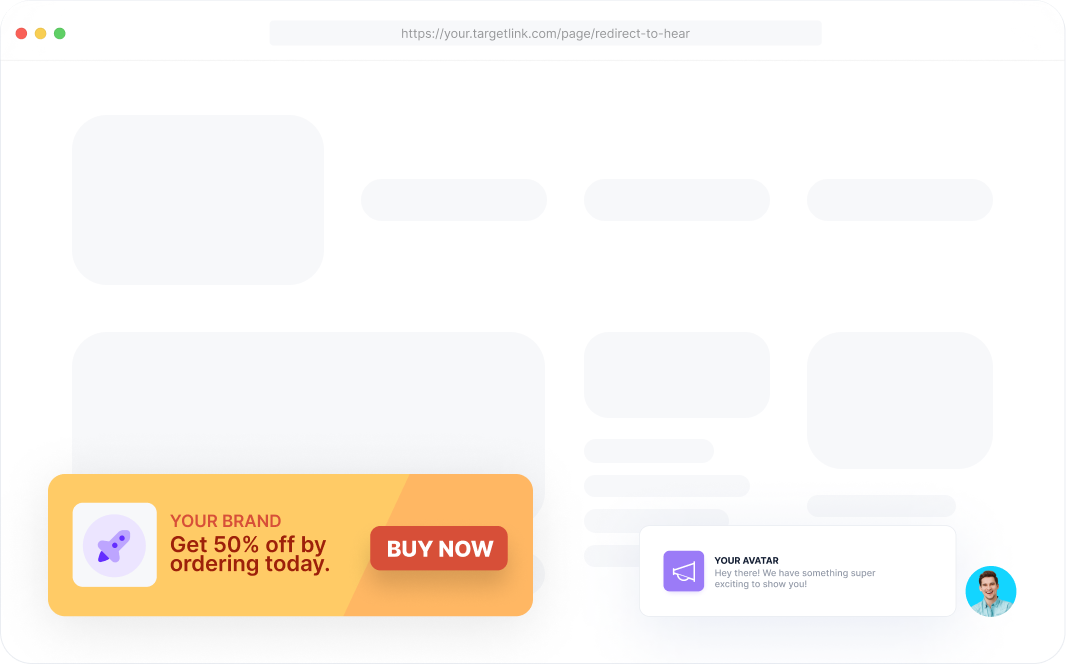 https://your.targetlink.com/page/redirect-to-hear
YOUR BRAND
Get 50% off by
ordering today.
BUY NOW
YOUR AVATAR
Hey there! We have something super
exciting to show you!